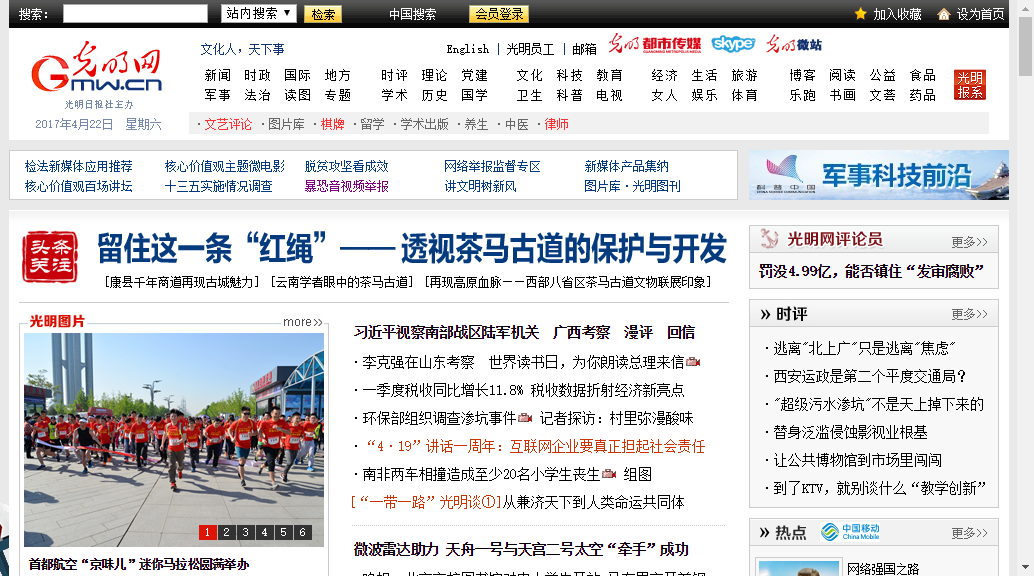 搜索： 站内搜索 ▼ 检索 中国搜索 会员登录 加入收藏 设为首页
光明网
Gmw.cn
光明日报社主办
2017年4月22日 星期六
文化人，天下事 English | 光明员工 | 邮箱 光明都市传媒 skype 光明微站
新闻 时政 国际 地方 时评 理论 党建 文化 科技 教育 经济 生活 旅游 博客 阅读 公益 食品
军事 法治 读图 专题 学术 历史 国学 卫生 科普 电视 女人 娱乐 体育 乐跑 书画 文荟 药品
光明
报系
·文艺评论 ·图片库 ·棋牌 ·留学 ·学术出版 ·养生 ·中医 ·律师
检法新媒体应用推荐 核心价值观主题微电影 脱贫攻坚看成效 网络举报监督专区 新媒体产品集纳
核心价值观百场讲坛 十三五实施情况调查 暴恐音视频举报 讲文明树新风 图片库·光明图刊
科普中国 军事科技前沿
头条
关注
留住这一条“红绳”—— 透视茶马古道的保护与开发
[康县千年商道再现古城魅力] [云南学者眼中的茶马古道] [再现高原血脉——西部八省区茶马古道文物联展印象]
光明图片 more>>
1 2 3 4 5 6
首都航空“京味儿”迷你马拉松圆满举办
习近平视察南部战区陆军机关 广西考察 漫评 回信
·李克强在山东考察 世界读书日，为你朗读总理来信
·一季度税收同比增长11.8% 税收数据折射经济新亮点
·环保部组织调查渗坑事件 记者探访：村里弥漫酸味
·“4·19”讲话一周年：互联网企业要真正担起社会责任
·南非两车相撞造成至少20名小学生丧生 组图
[“一带一路”光明谈①]从兼济天下到人类命运共同体
微波雷达助力 天舟一号与天宫二号太空“牵手”成功
光明网评论员 更多>>
罚没4.99亿，能否镇住“发审腐败”
» 时评 更多>>
·逃离"北上广"只是逃离"焦虑"
·西安运政是第二个平度交通局？
·"超级污水渗坑"不是天上掉下来的
·替身泛滥侵蚀影视业根基
·让公共博物馆到市场里闯闯
·到了KTV，就别谈什么“教学创新”
» 热点 中国移动 China Mobile 更多>>
网络强国之路